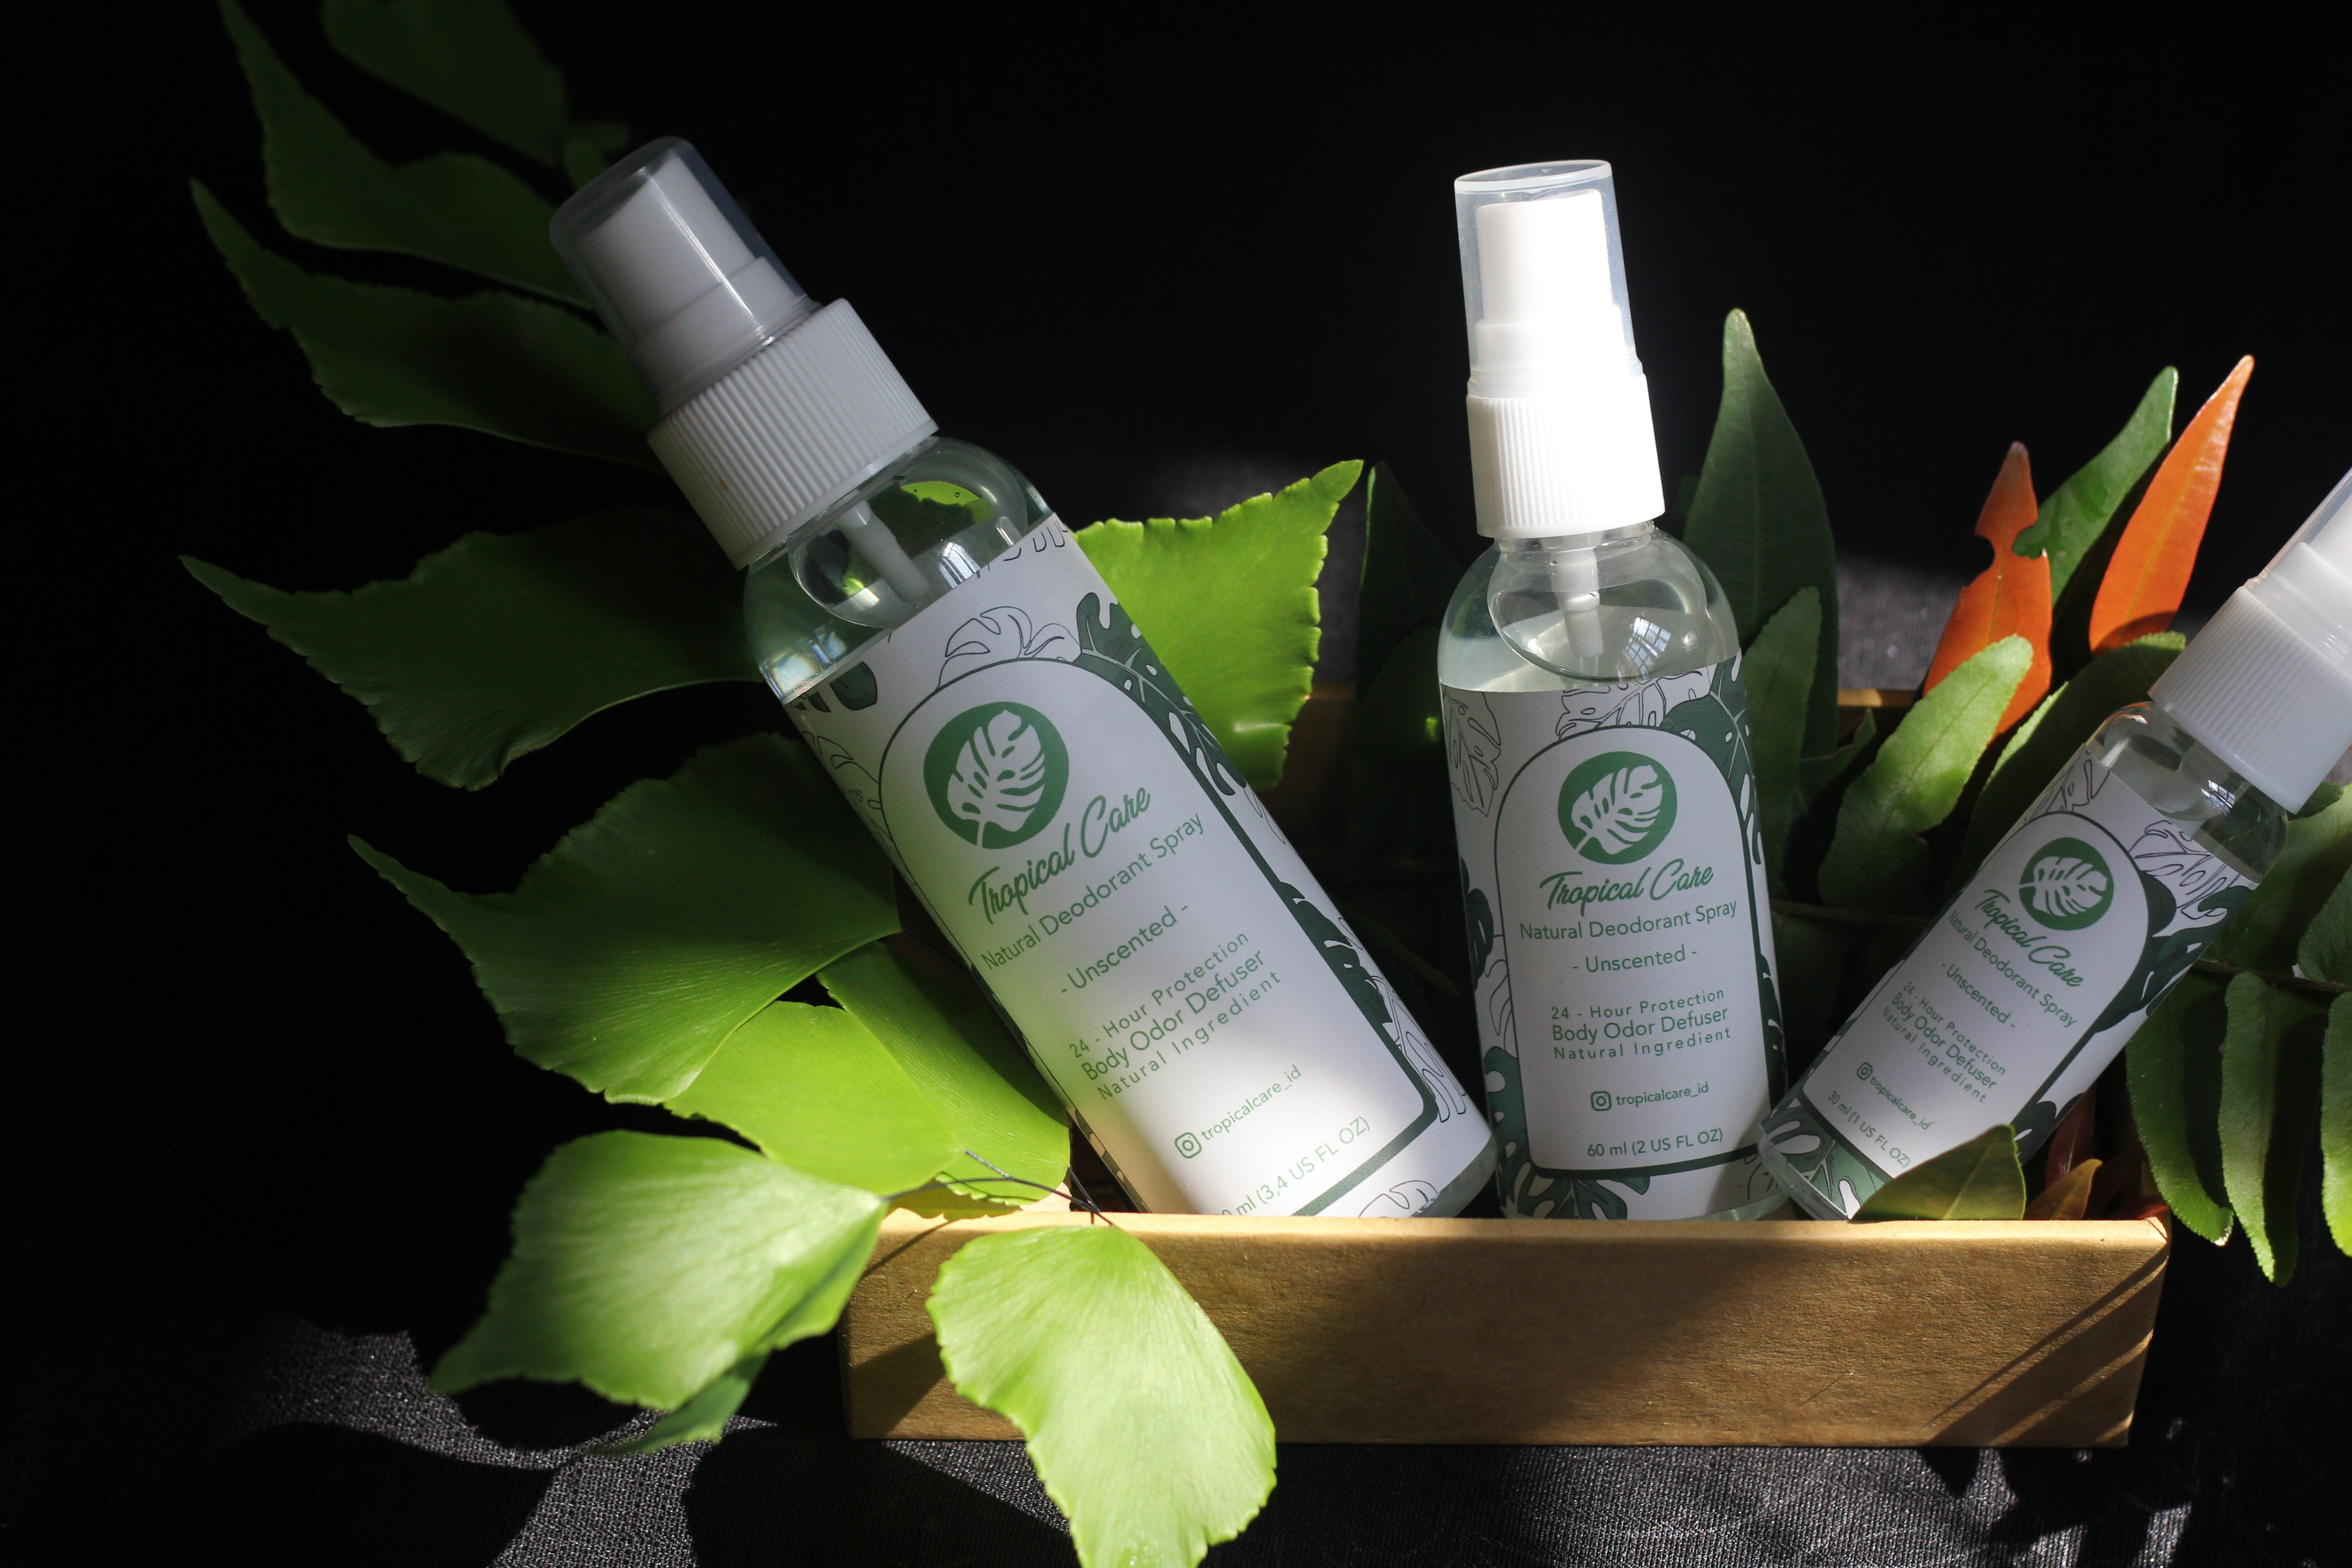 Tropical Care
Natural Deodorant Spray
- Unscented -
24 - Hour Protection
Body Odor Defuser
Natural Ingredient
tropicalcare_id
ml (3,4 US FL OZ)
Tropical Care
Natural Deodorant Spray
- Unscented -
24 - Hour Protection
Body Odor Defuser
Natural Ingredient
tropicalcare_id
60 ml (2 US FL OZ)
Tropical Care
Natural Deodorant Spray
- Unscented -
24 - Hour Protection
Body Odor Defuser
Natural Ingredient
tropicalcare_id
30 ml (1 US FL OZ)